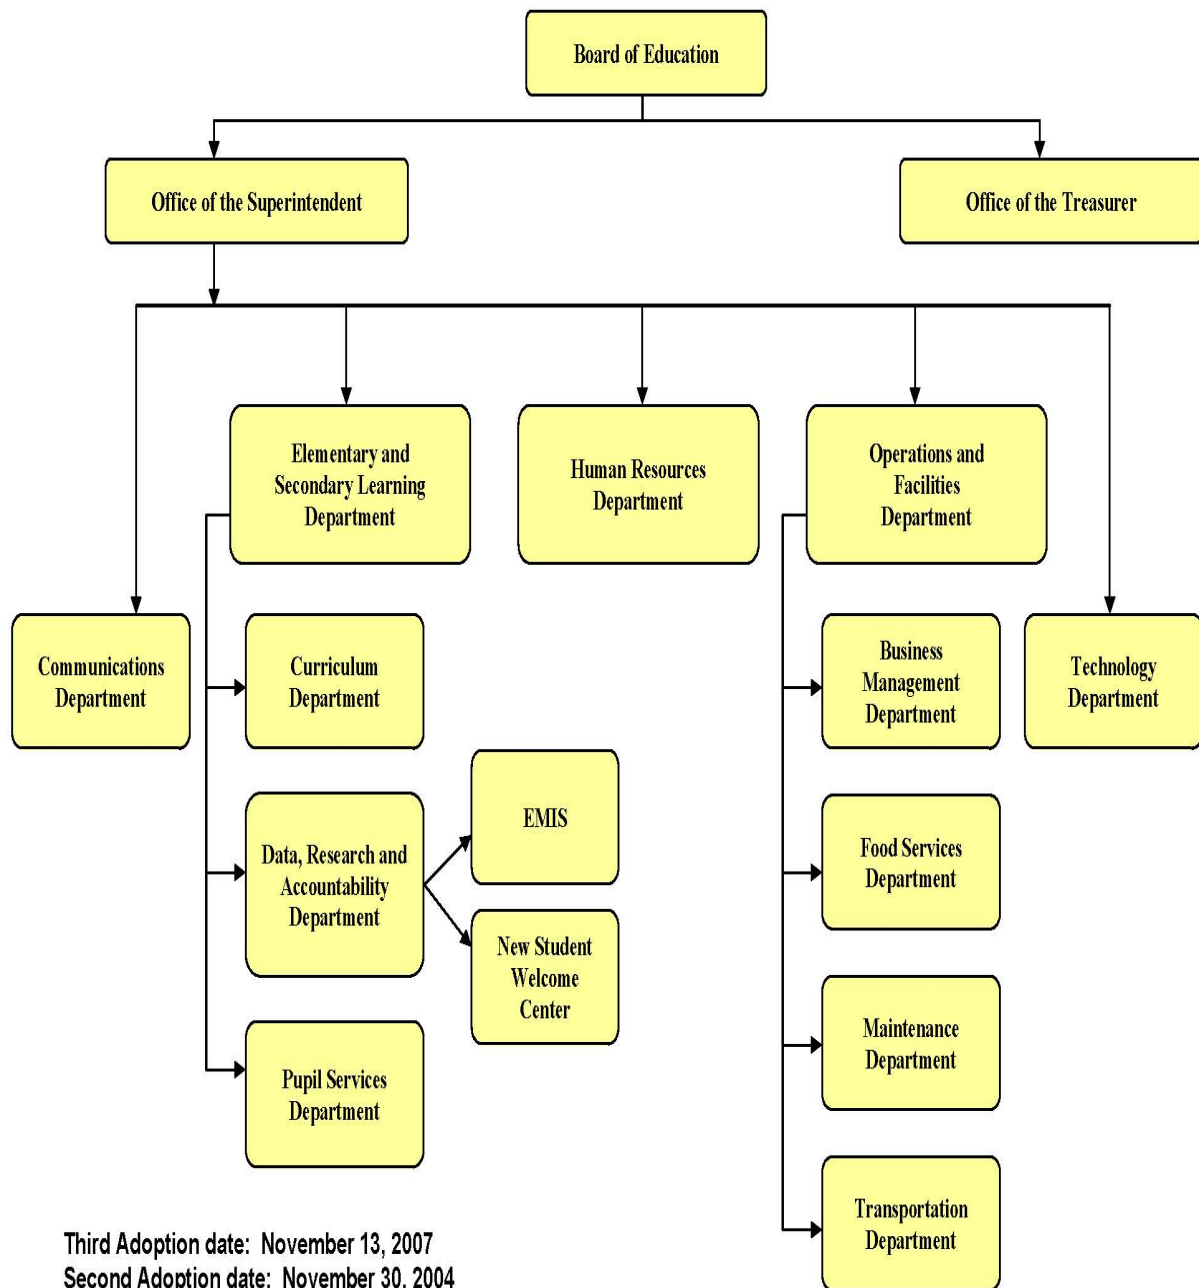 Board of Education
Office of the Superintendent
Office of the Treasurer
Elementary and
Secondary Learning
Department
Human Resources
Department
Operations and
Facilities
Department
Communications
Department
Curriculum
Department
Business
Management
Department
Technology
Department
Data, Research and
Accountability
Department
EMIS
New Student
Welcome
Center
Food Services
Department
Pupil Services
Department
Maintenance
Department
Transportation
Department
Third Adoption date: November 13, 2007
Second Adoption date: November 30, 2004